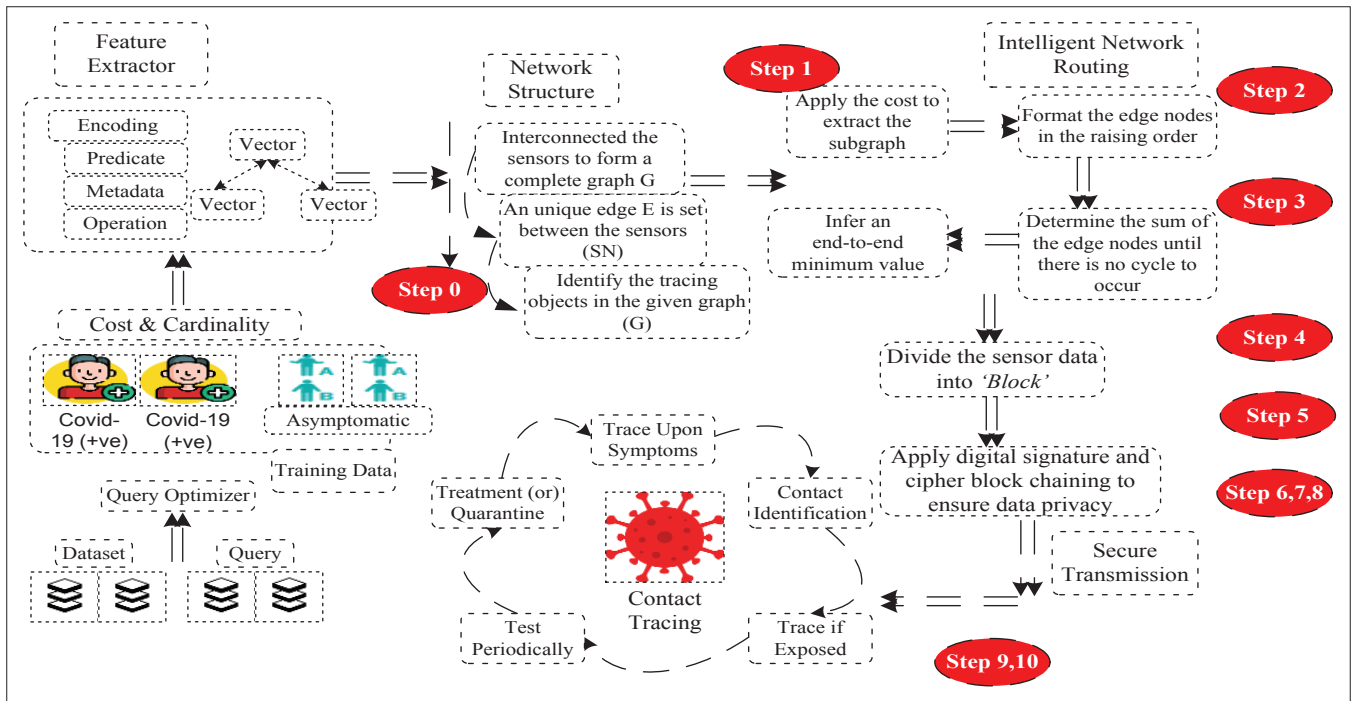 Feature
Extractor
Encoding
Predicate
Metadata
Operation
Vector
Vector
Vector
Cost & Cardinality
Covid-
19 (+ve)
Covid-19
(+ve)
A
B
A
B
Asymptomatic
Training Data
Query Optimizer
Dataset
Query
Network
Structure
Interconnected the
sensors to form a
complete graph G
An unique edge E is set
between the sensors
(SN)
Identify the tracing
objects in the given graph
(G)
Step 0
Step 1
Apply the cost to
extract the
subgraph
Intelligent Network
Routing
Step 2
Format the edge nodes
in the raising order
Step 3
Determine the sum of
the edge nodes until
there is no cycle to
occur
Infer an
end-to-end
minimum value
Step 4
Divide the sensor data
into ‘Block’
Step 5
Apply digital signature and
cipher block chaining to
ensure data privacy
Step 6,7,8
Secure
Transmission
Step 9,10
Trace Upon
Symptoms
Contact
Identification
Trace if
Exposed
Test
Periodically
Treatment (or)
Quarantine
Contact
Tracing